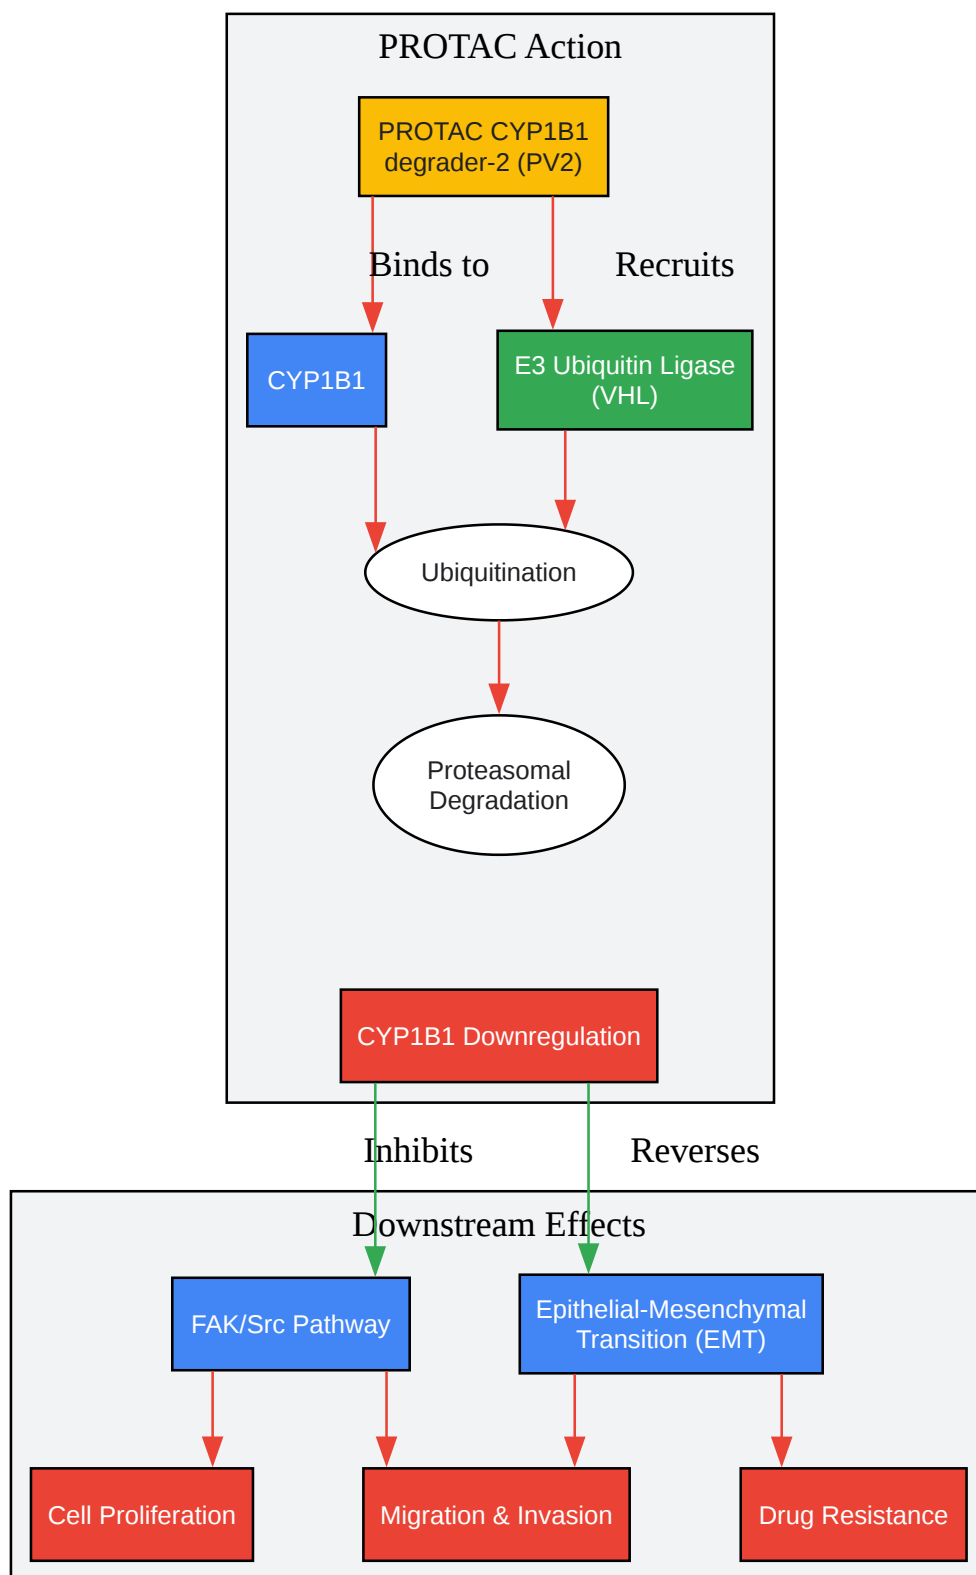 PROTAC Action
PROTAC CYP1B1
degrader-2 (PV2)
Binds to
Recruits
CYP1B1
E3 Ubiquitin Ligase
(VHL)
Ubiquitination
Proteasomal
Degradation
CYP1B1 Downregulation
Inhibits
Reverses
Downstream Effects
FAK/Src Pathway
Epithelial-Mesenchymal
Transition (EMT)
Cell Proliferation
Migration & Invasion
Drug Resistance